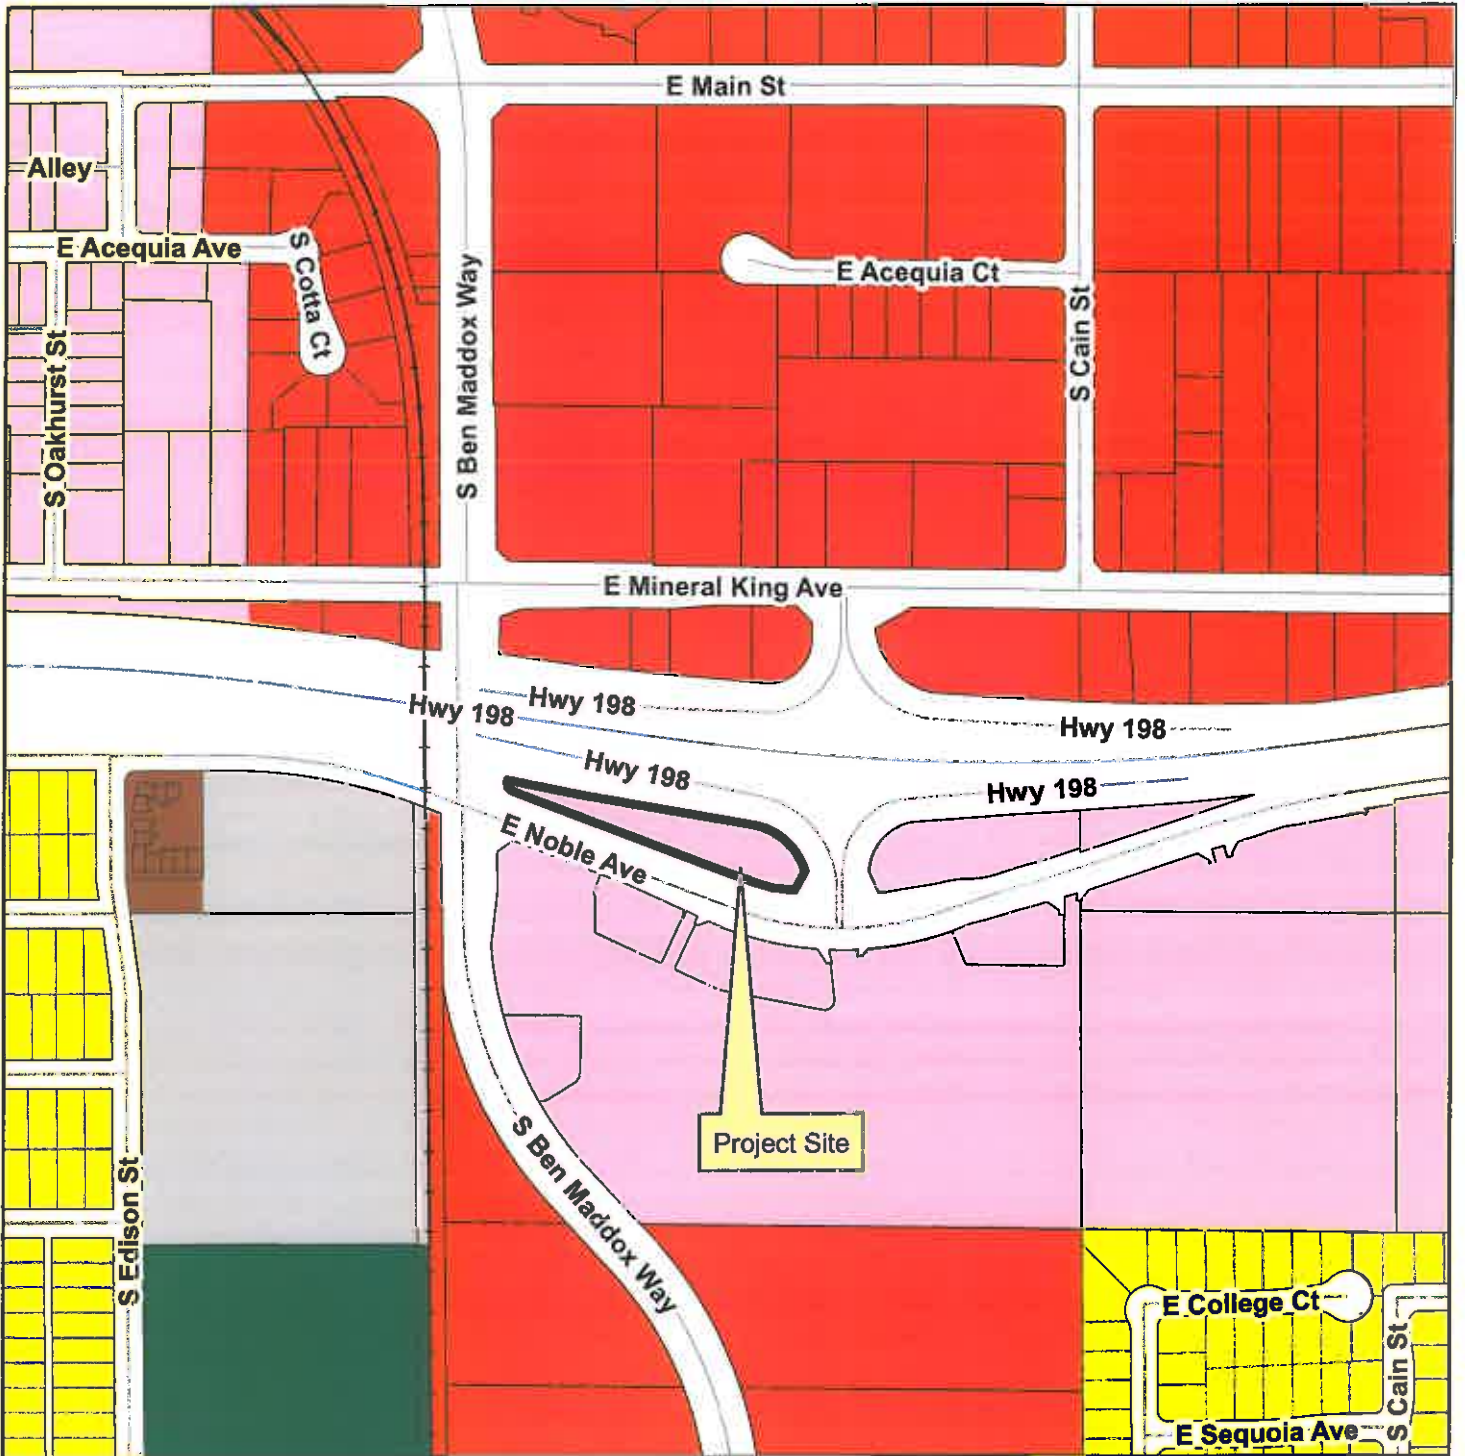 E Main St
Alley
E Acequia Ave
S Cotta Ct
S Ben Maddox Way
E Acequia Ct
S Cain St
S Oakhurst St
E Mineral King Ave
Hwy 198
Hwy 198
Hwy 198
Hwy 198
Hwy 198
E Noble Ave
Project Site
S Ben Maddox Way
S Edison St
E College Ct
S Cain St
E Sequoia Ave